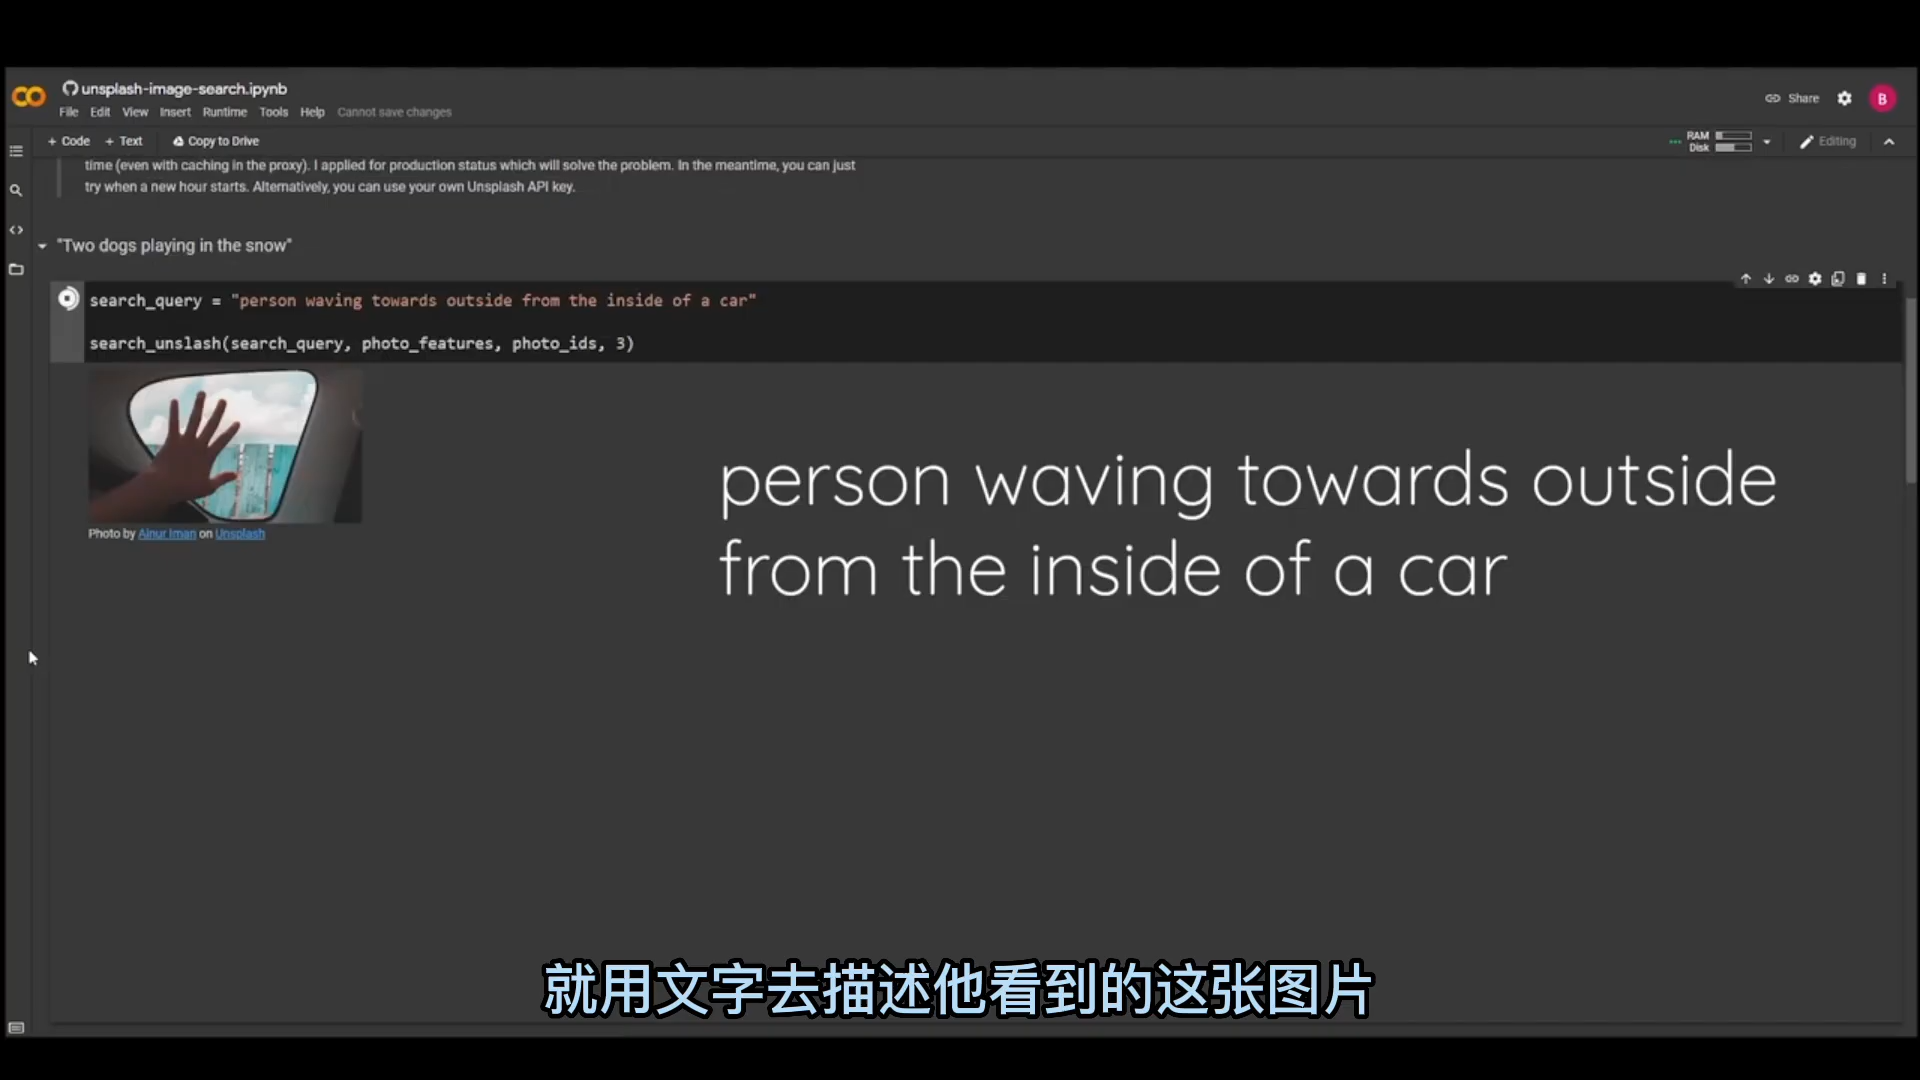 unsplash-image-search.ipynb
File Edit View Insert Runtime Tools Help Cannot save changes
Share
B
+ Code + Text Copy to Drive
RAM
Disk
Editing
time (even with caching in the proxy). I applied for production status which will solve the problem. In the meantime, you can just
try when a new hour starts. Alternatively, you can use your own Unsplash API key.
"Two dogs playing in the snow"
search_query = "person waving towards outside from the inside of a car"
search_unslash(search_query, photo_features, photo_ids, 3)
Photo by Ainur Iman on Unsplash
person waving towards outside
from the inside of a car
就用文字去描述他看到的这张图片